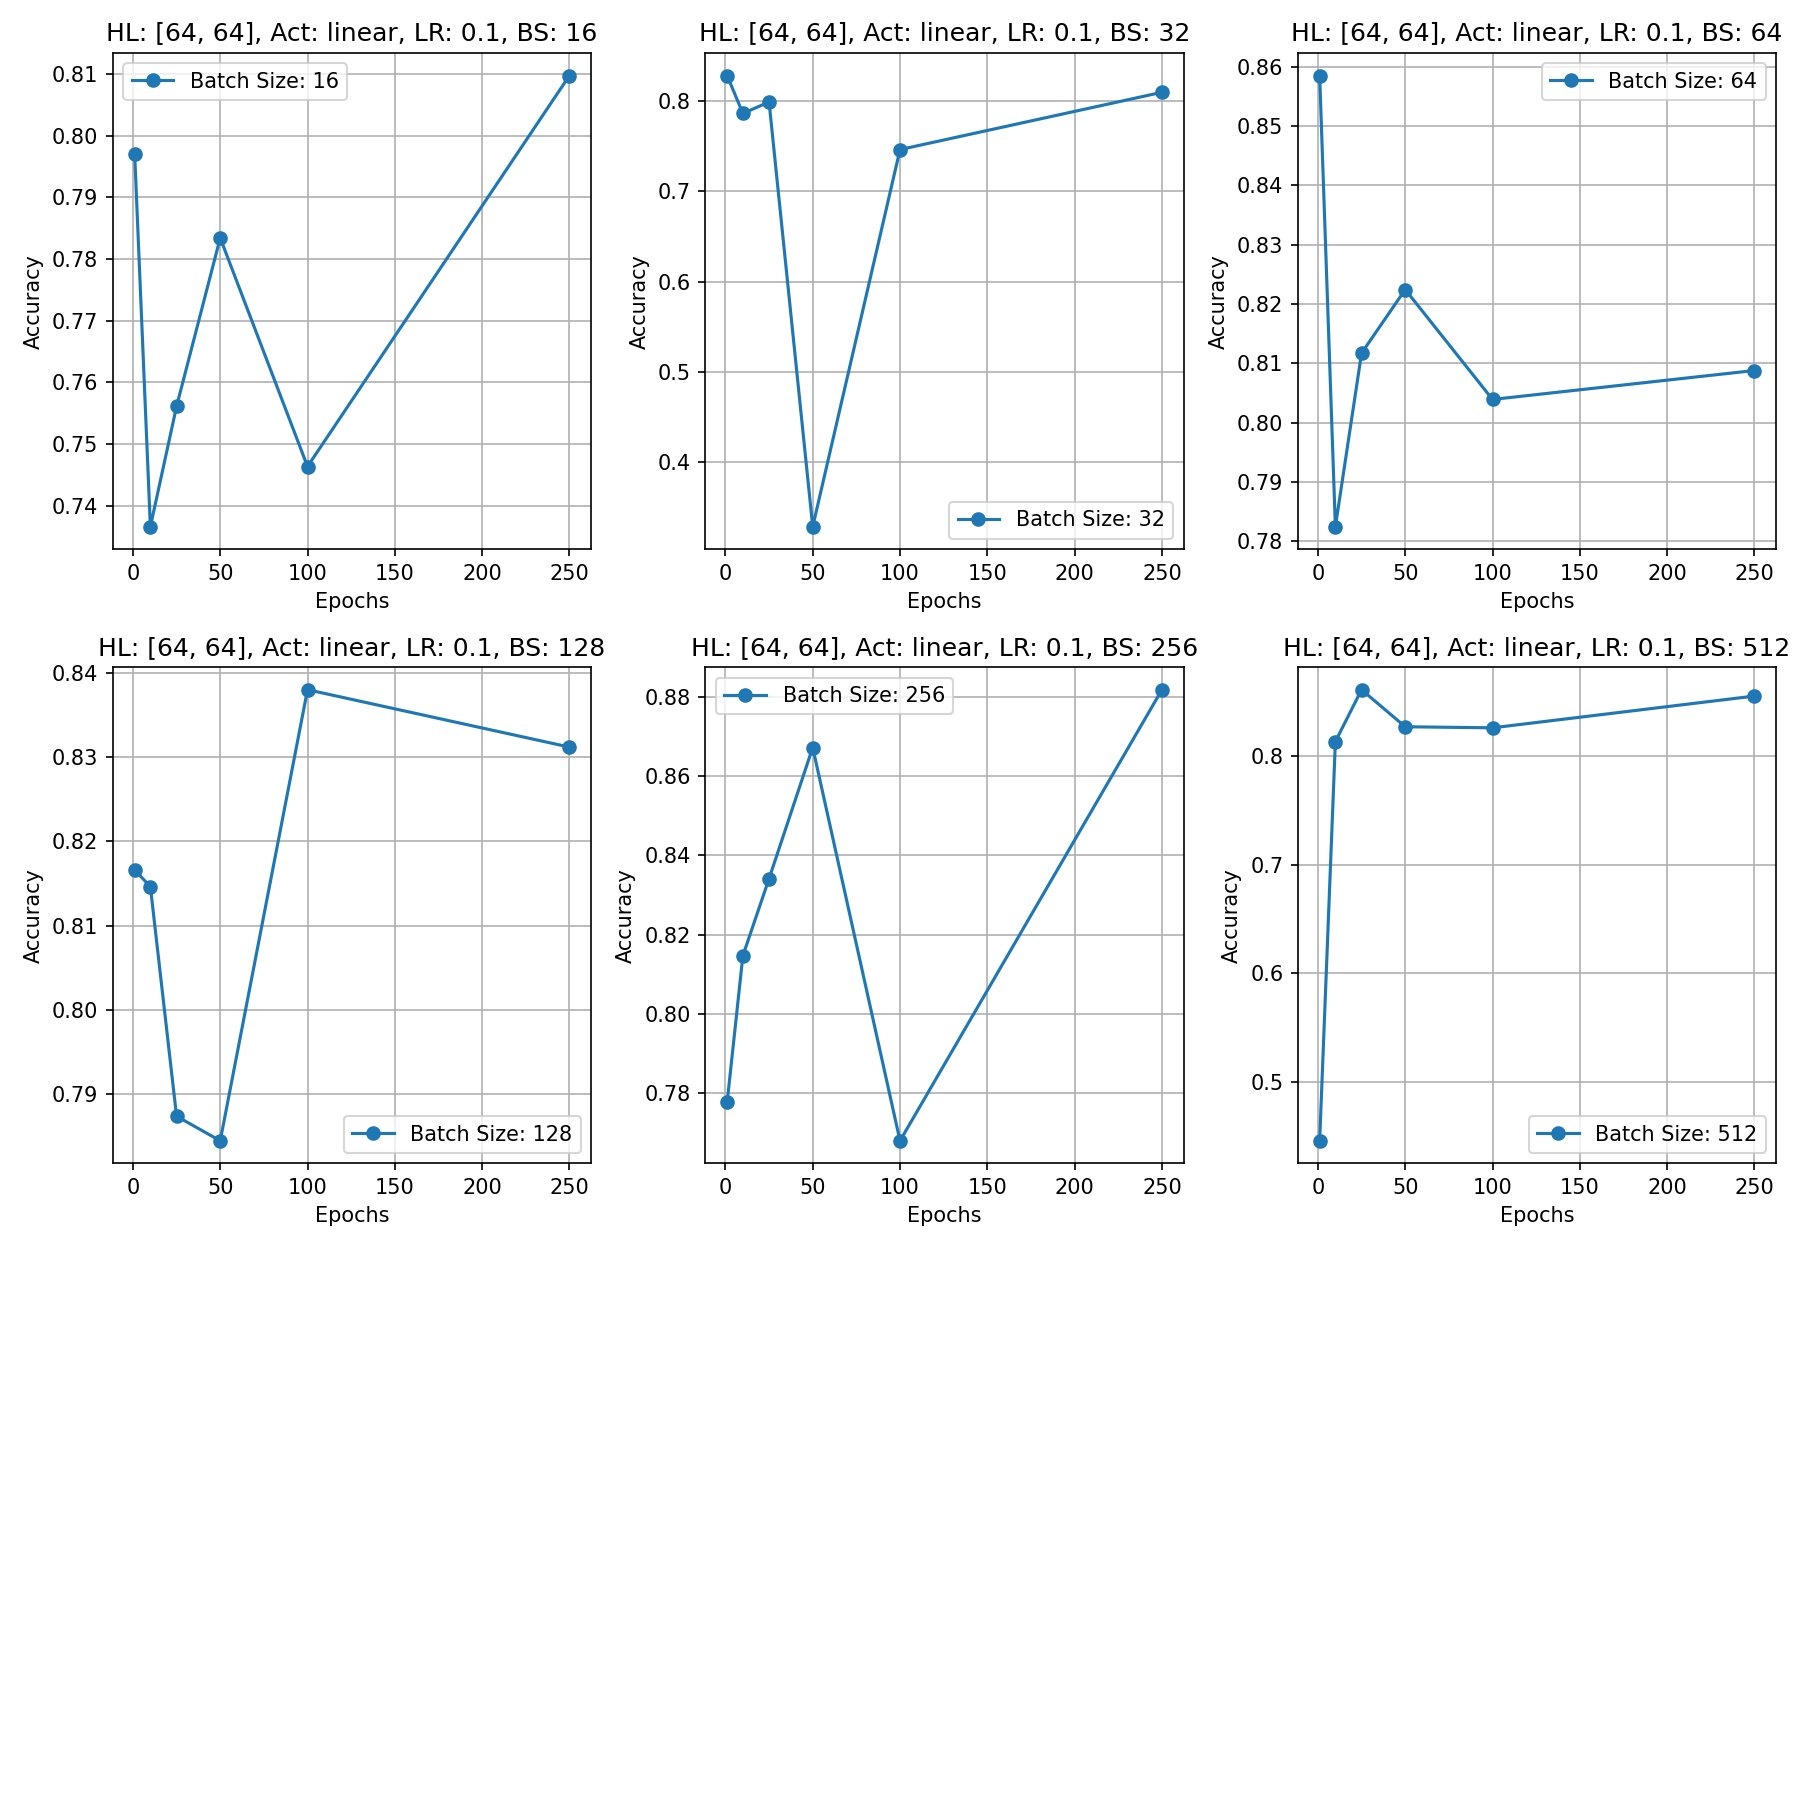 HL: [64, 64], Act: linear, LR: 0.1, BS: 16
Batch Size: 16
Accuracy
0.81
0.80
0.79
0.78
0.77
0.76
0.75
0.74
0 50 100 150 200 250
Epochs
HL: [64, 64], Act: linear, LR: 0.1, BS: 32
Accuracy
0.8
0.7
0.6
0.5
0.4
Batch Size: 32
0 50 100 150 200 250
Epochs
HL: [64, 64], Act: linear, LR: 0.1, BS: 64
Batch Size: 64
Accuracy
0.86
0.85
0.84
0.83
0.82
0.81
0.80
0.79
0.78
0 50 100 150 200 250
Epochs
HL: [64, 64], Act: linear, LR: 0.1, BS: 128
Accuracy
0.84
0.83
0.82
0.81
0.80
0.79
Batch Size: 128
0 50 100 150 200 250
Epochs
HL: [64, 64], Act: linear, LR: 0.1, BS: 256
Batch Size: 256
Accuracy
0.88
0.86
0.84
0.82
0.80
0.78
0 50 100 150 200 250
Epochs
HL: [64, 64], Act: linear, LR: 0.1, BS: 512
Accuracy
0.8
0.7
0.6
0.5
Batch Size: 512
0 50 100 150 200 250
Epochs